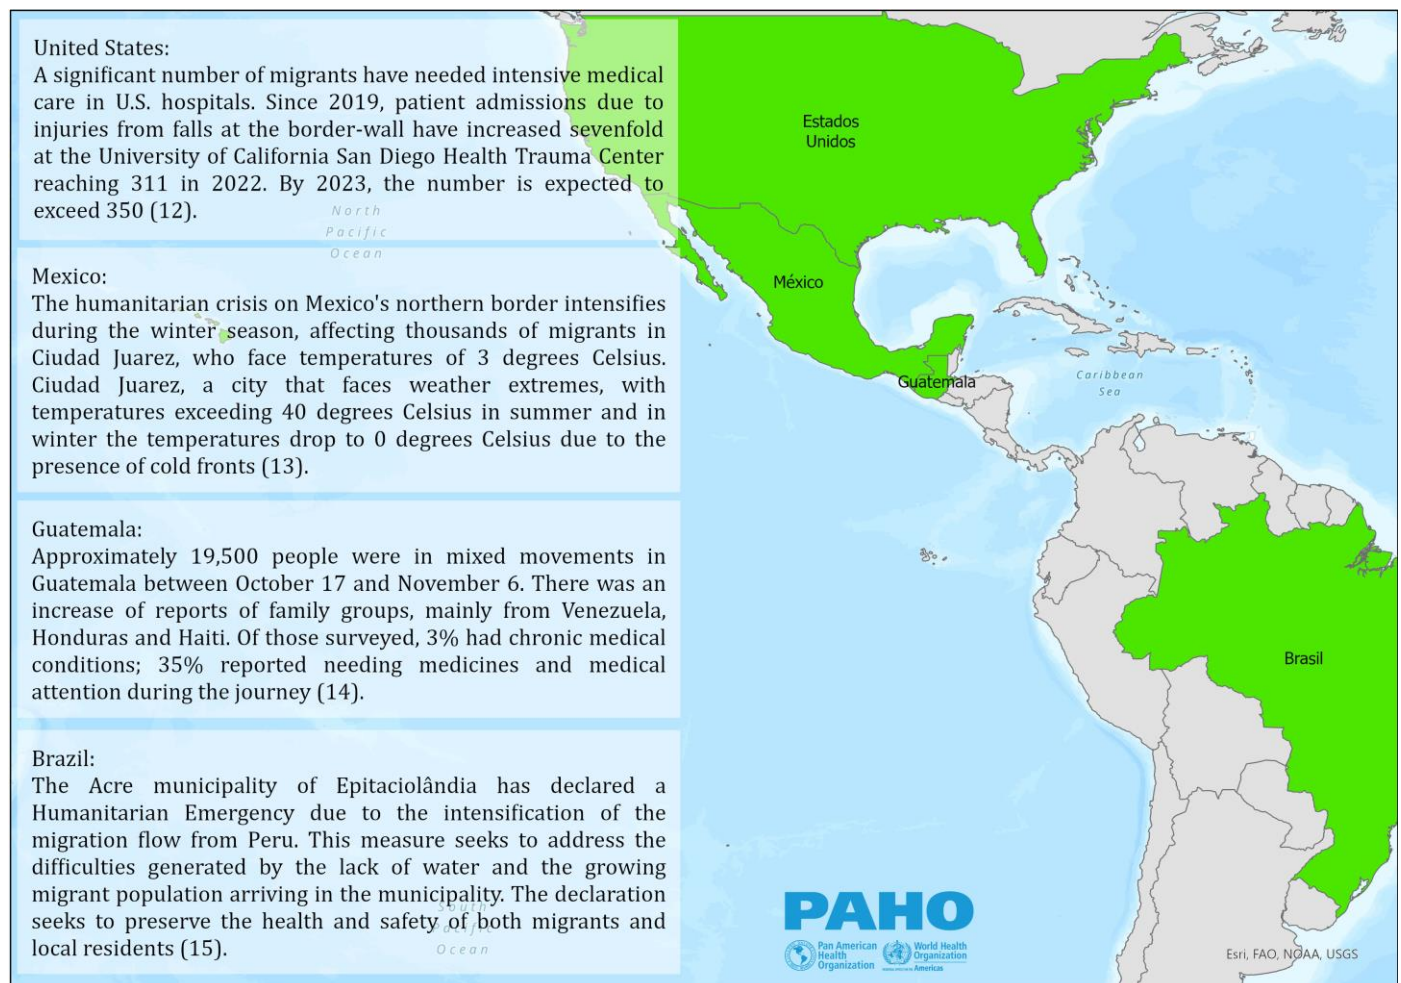 United States:
A significant number of migrants have needed intensive medical
care in U.S. hospitals. Since 2019, patient admissions due to
injuries from falls at the border-wall have increased sevenfold
at the University of California San Diego Health Trauma Center
reaching 311 in 2022. By 2023, the number is expected to
exceed 350 (12).
North
Pacific
Ocean
Mexico:
The humanitarian crisis on Mexico's northern border intensifies
during the winter season, affecting thousands of migrants in
Ciudad Juarez, who face temperatures of 3 degrees Celsius.
Ciudad Juarez, a city that faces weather extremes, with
temperatures exceeding 40 degrees Celsius in summer and in
winter the temperatures drop to 0 degrees Celsius due to the
presence of cold fronts (13).
Guatemala:
Approximately 19,500 people were in mixed movements in
Guatemala between October 17 and November 6. There was an
increase of reports of family groups, mainly from Venezuela,
Honduras and Haiti. Of those surveyed, 3% had chronic medical
conditions; 35% reported needing medicines and medical
attention during the journey (14).
Brazil:
The Acre municipality of Epitaciolândia has declared a
Humanitarian Emergency due to the intensification of the
migration flow from Peru. This measure seeks to address the
difficulties generated by the lack of water and the growing
migrant population arriving in the municipality. The declaration
seeks to preserve the health and safety of both migrants and
local residents (15).
South
Pacific
Ocean
Estados
Unidos
México
Guatemala
Caribbean
Sea
Brasil
PAHO
Pan American
Health
Organization
World Health
Organization
Americas
Esri, FAO, NOAA, USGS